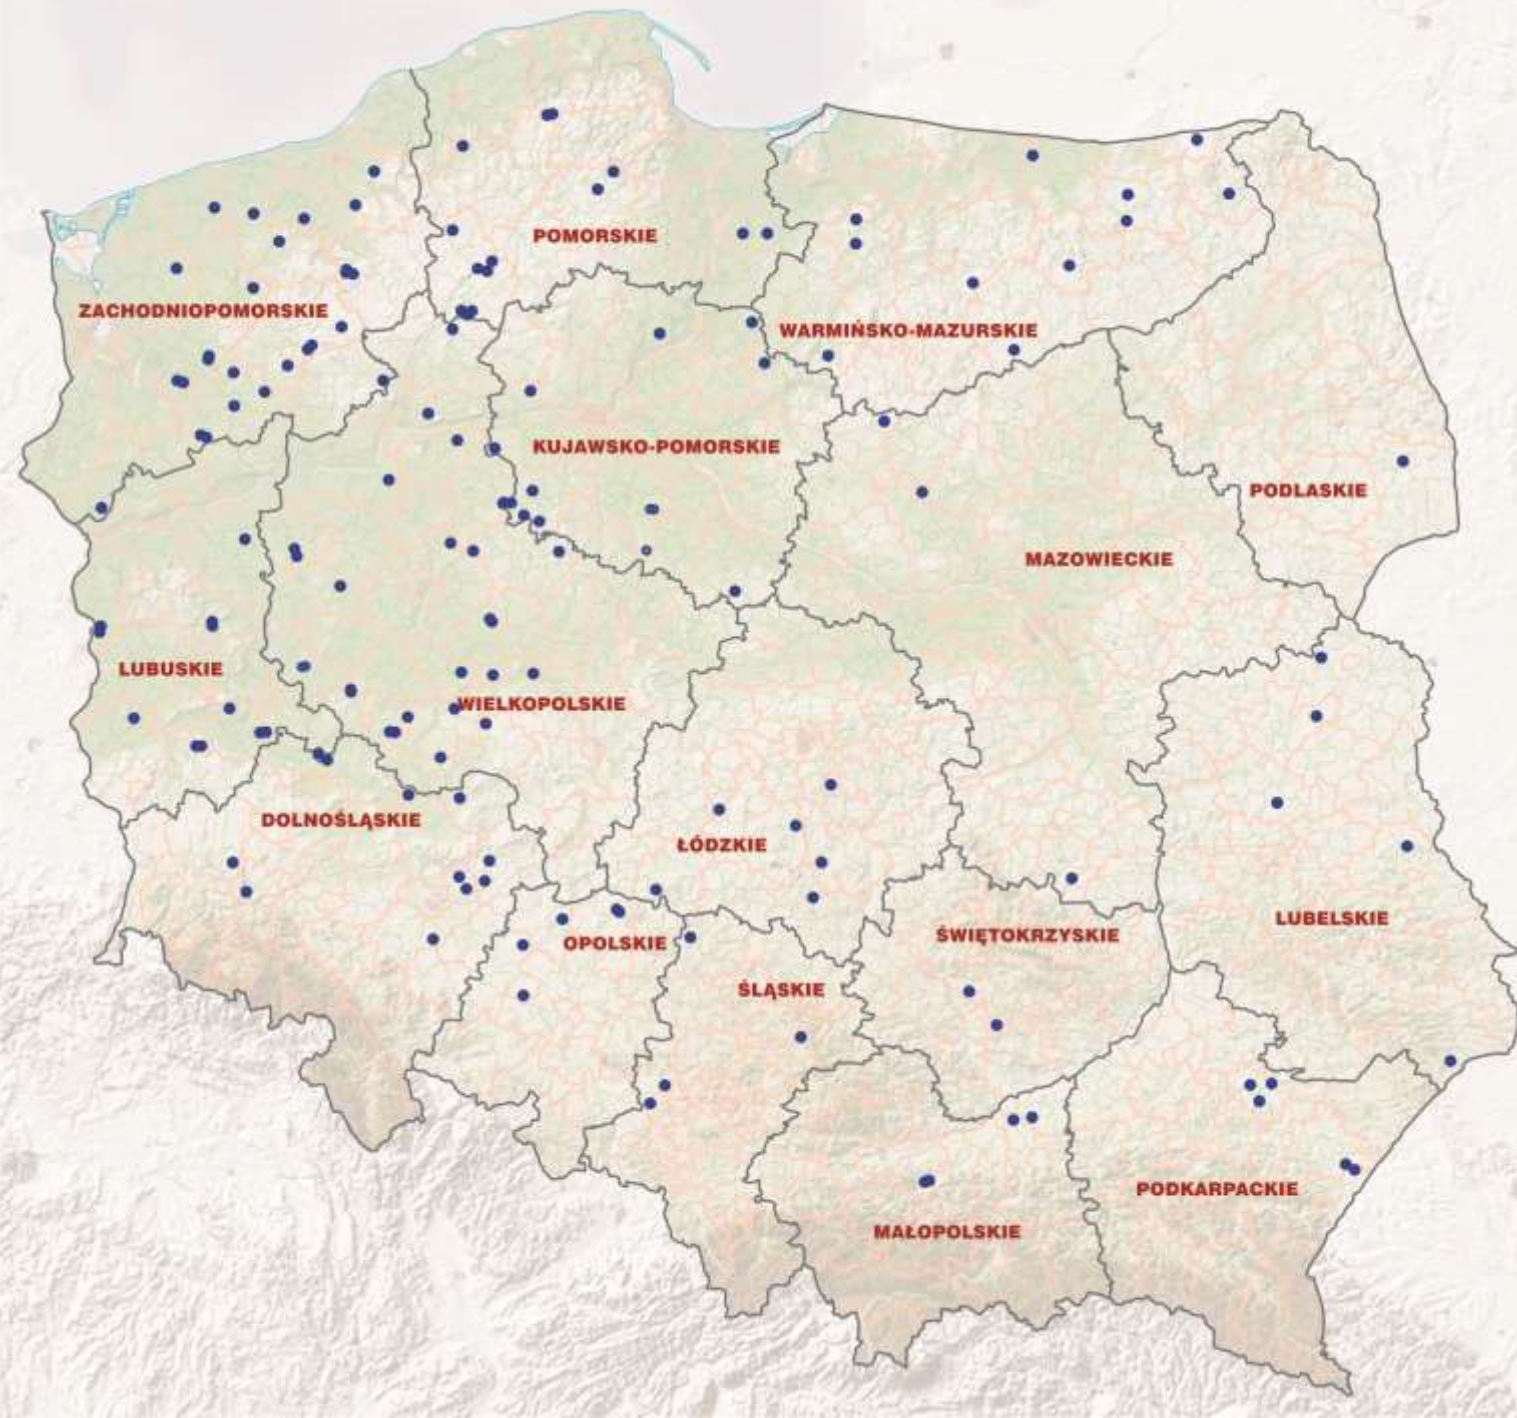 POMORSKIE
ZACHODNIOPOMORSKIE
WARMIŃSKO-MAZURSKIE
KUJAWSKO-POMORSKIE
PODLASKIE
MAZOWIECKIE
LUBUSKIE
WIELKOPOLSKIE
DOLNOŚLĄSKIE
ŁÓDZKIE
LUBELSKIE
ŚWIĘTOKRZYSKIE
OPOLSKIE
ŚLĄSKIE
PODKARPACKIE
MAŁOPOLSKIE